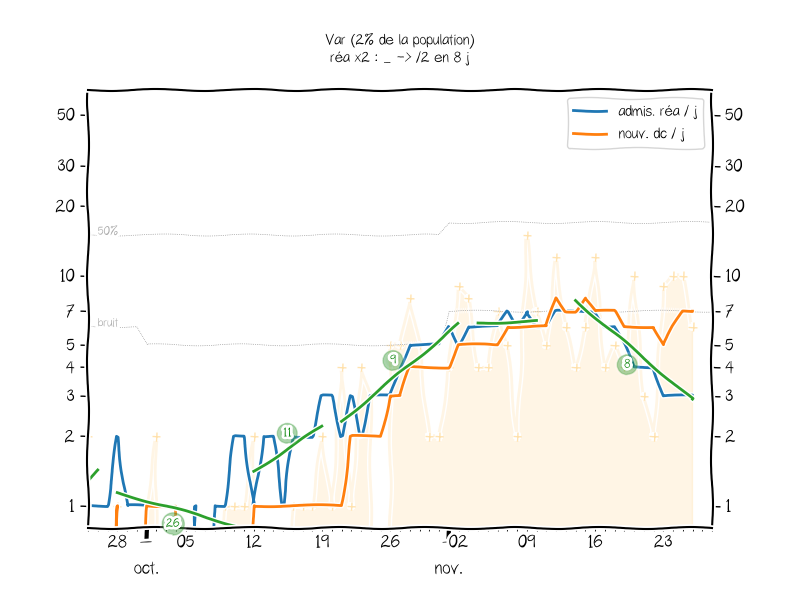 Var (2% de la population)
réa x2 : _ -> /2 en 8 j
admis. réa / j
nouv. dc / j
50 50
30 30
20 20
50%
10 10
7 7
bruit
5 5
9
4 4
8
3 3
11
2 2
1 1
26
28 05 12 19 26 02 09 16 23
oct. nov.